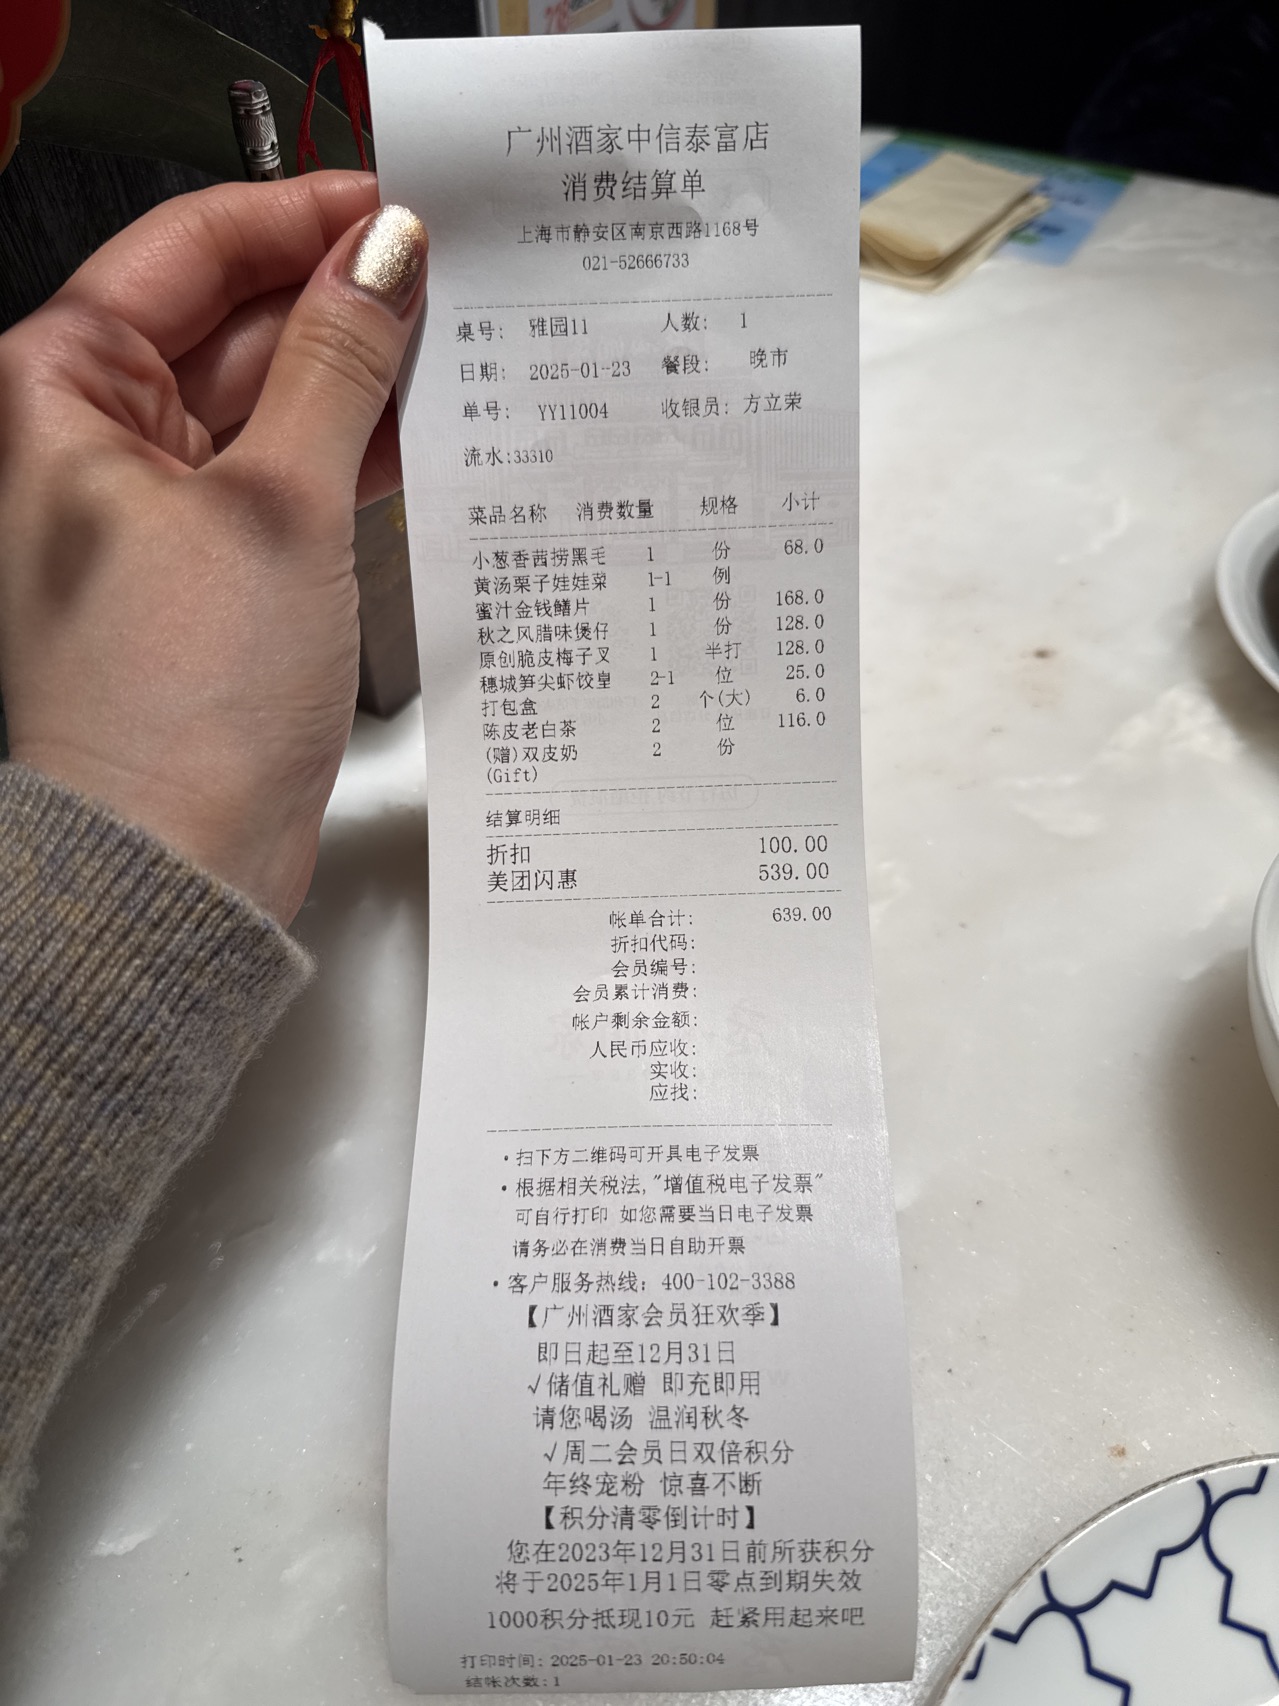 广州酒家中信泰富店
消费结算单
上海市静安区南京西路1168号
021-52666733
桌号: 雅园11 人数: 1
日期: 2025-01-23 餐段: 晚市
单号: YY11004 收银员: 方立荣
流水:33310
菜品名称 消费数量 规格 小计
小葱香茜捞黑毛 1 份 68.0
黄汤栗子娃娃菜 1-1 例
蜜汁金钱鳝片 1 份 168.0
秋之风腊味煲仔 1 份 128.0
原创脆皮梅子叉 1 半打 128.0
穗城笋尖虾饺皇 2-1 位 25.0
打包盒 2 个(大) 6.0
陈皮老白茶 2 位 116.0
(赠)双皮奶 2 份
(Gift)
结算明细
折扣 100.00
美团闪惠 539.00
帐单合计: 639.00
折扣代码:
会员编号:
会员累计消费:
帐户剩余金额:
人民币应收:
实收:
应找:
·扫下方二维码可开具电子发票
·根据相关税法,"增值税电子发票"
可自行打印 如您需要当日电子发票
请务必在消费当日自助开票
·客户服务热线: 400-102-3388
【广州酒家会员狂欢季】
即日起至12月31日
√储值礼赠 即充即用
请您喝汤 温润秋冬
√周二会员日双倍积分
年终宠粉 惊喜不断
【积分清零倒计时】
您在2023年12月31日前所获积分
将于2025年1月1日零点到期失效
1000积分抵现10元 赶紧用起来吧
打印时间: 2025-01-23 20:50:04
结帐次数:1